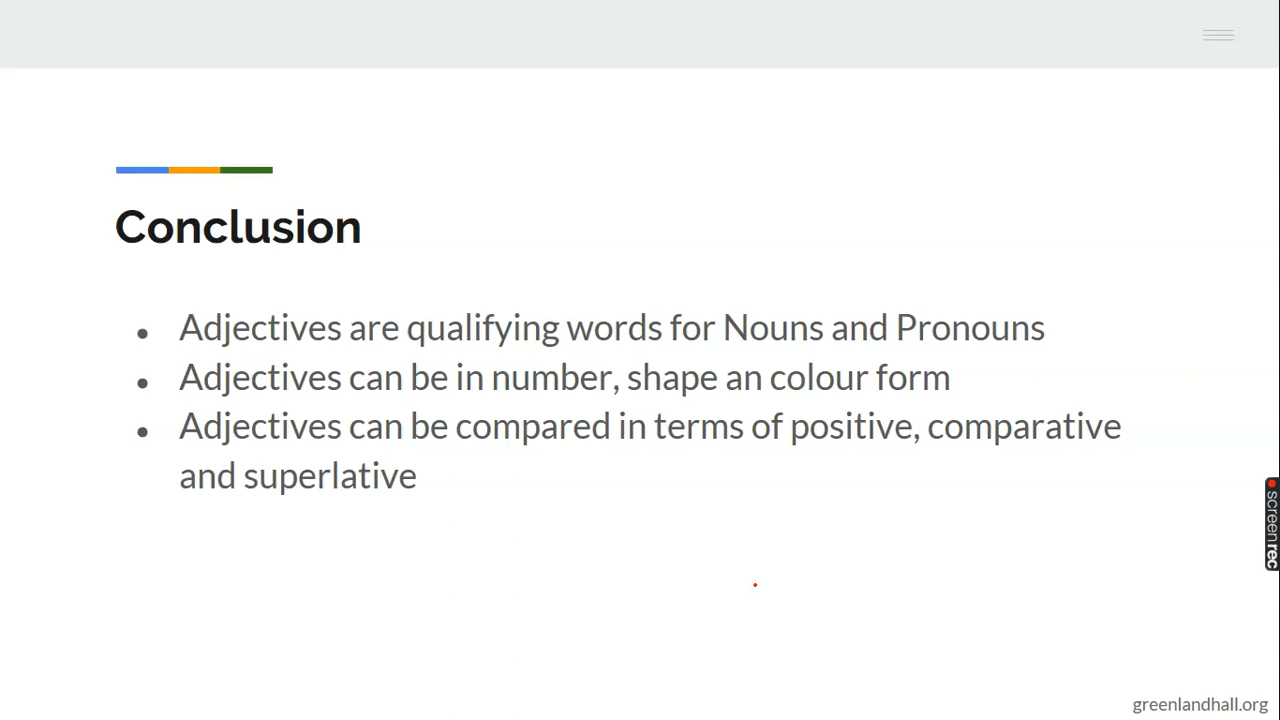 Conclusion
● Adjectives are qualifying words for Nouns and Pronouns
● Adjectives can be in number, shape an colour form
● Adjectives can be compared in terms of positive, comparative
and superlative
screenrec
greenlandhall.org